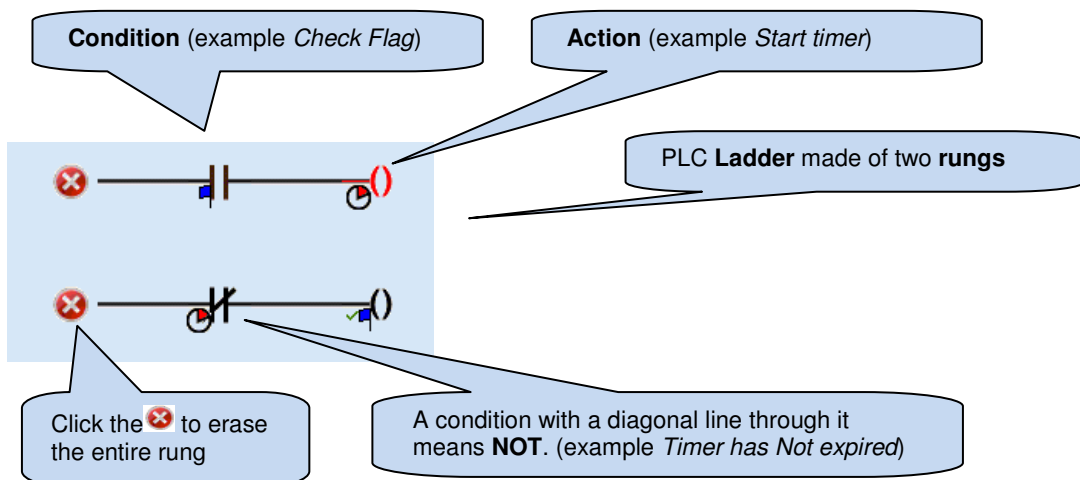 Condition (example Check Flag)
Action (example Start timer)
PLC Ladder made of two rungs
Click the to erase
the entire rung
A condition with a diagonal line through it
means NOT. (example Timer has Not expired)